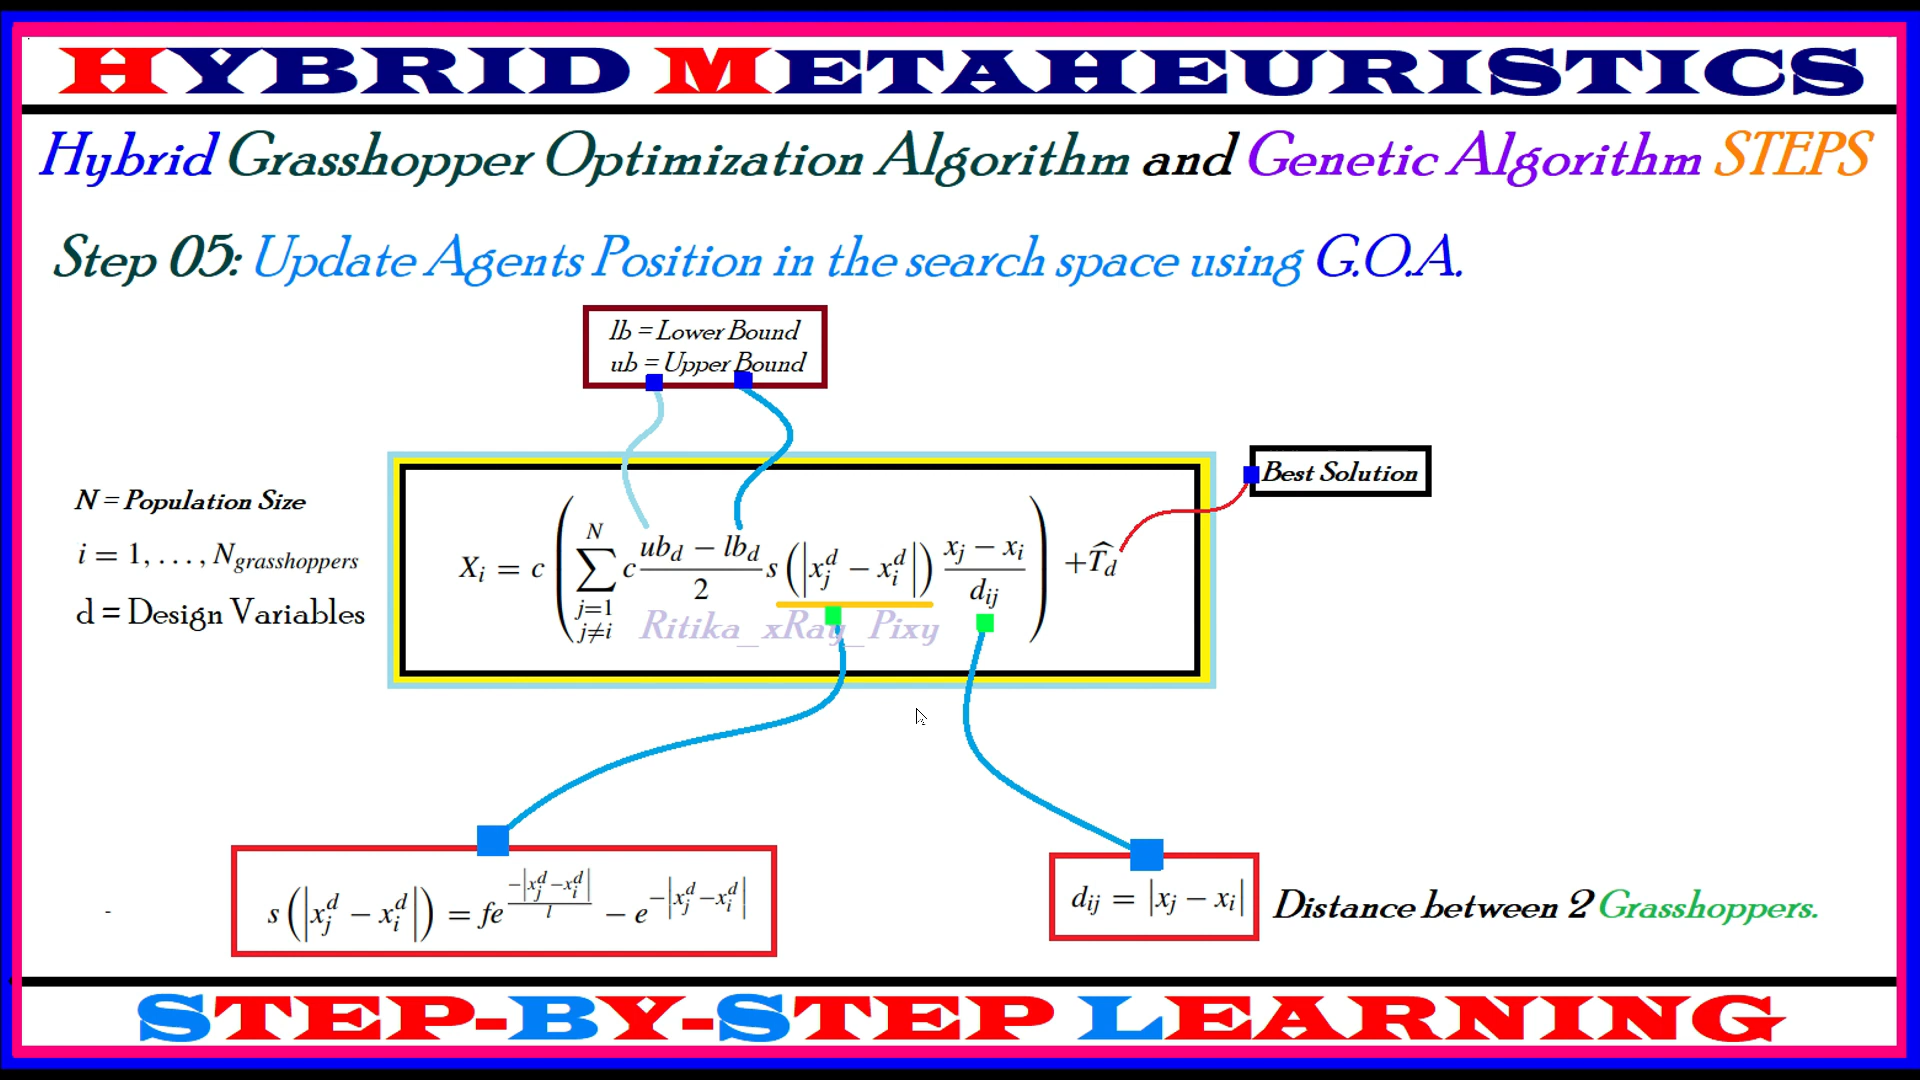 HYBRID METAHEURISTICS
Hybrid Grasshopper Optimization Algorithm and Genetic Algorithm STEPS
Step 05: Update Agents Position in the search space using G.O.A.
lb = Lower Bound
ub = Upper Bound
Best Solution
N = Population Size
i = 1, . . . , N_grasshoppers
d = Design Variables
X_i = c ( ∑_{j=1, j≠i}^{N} c (ub_d − lb_d)/2 s(|x_j^d − x_i^d|) (x_j − x_i)/d_ij ) + T̂_d
Ritika_xRay_Pixy
s(|x_j^d − x_i^d|) = fe^{−|x_j^d − x_i^d|/l} − e^{−|x_j^d − x_i^d|}
d_ij = |x_j − x_i| Distance between 2 Grasshoppers.
STEP-BY-STEP LEARNING